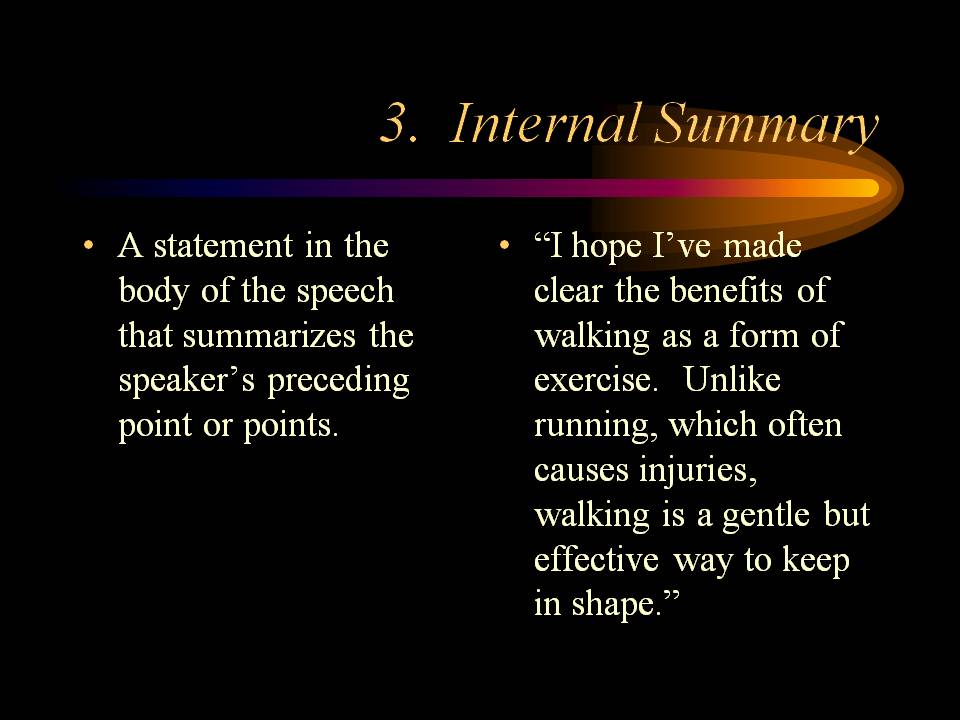 3.  Internal Summary
• A statement in the
body of the speech
that summarizes the
speaker’s preceding
point or points.
• “I hope I’ve made
clear the benefits of
walking as a form of
exercise.  Unlike
running, which often
causes injuries,
walking is a gentle but
effective way to keep
in shape.”